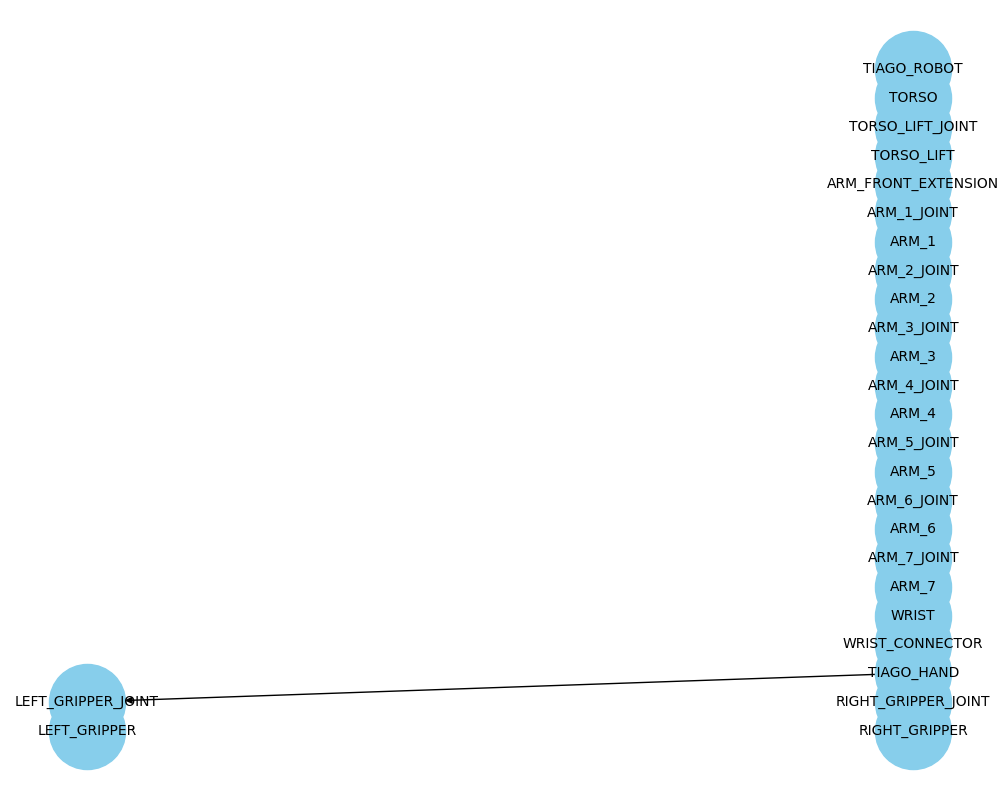 TIAGO_ROBOT
TORSO
TORSO_LIFT_JOINT
TORSO_LIFT
ARM_FRONT_EXTENSION
ARM_1_JOINT
ARM_1
ARM_2_JOINT
ARM_2
ARM_3_JOINT
ARM_3
ARM_4_JOINT
ARM_4
ARM_5_JOINT
ARM_5
ARM_6_JOINT
ARM_6
ARM_7_JOINT
ARM_7
WRIST
WRIST_CONNECTOR
TIAGO_HAND
LEFT_GRIPPER_JOINT
RIGHT_GRIPPER_JOINT
LEFT_GRIPPER
RIGHT_GRIPPER